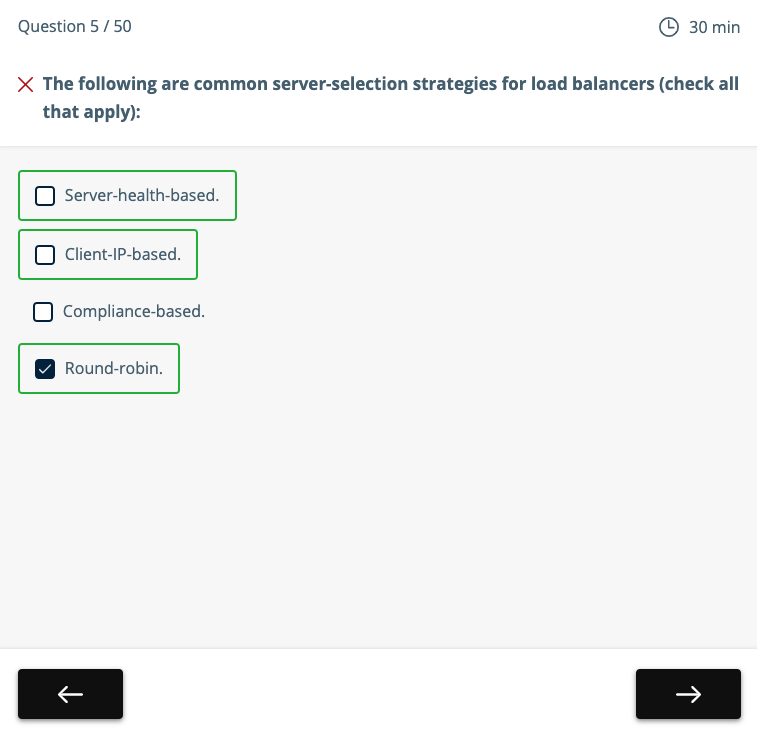 Question 5 / 50
30 min
The following are common server-selection strategies for load balancers (check all
that apply):
Server-health-based.
Client-IP-based.
Compliance-based.
Round-robin.